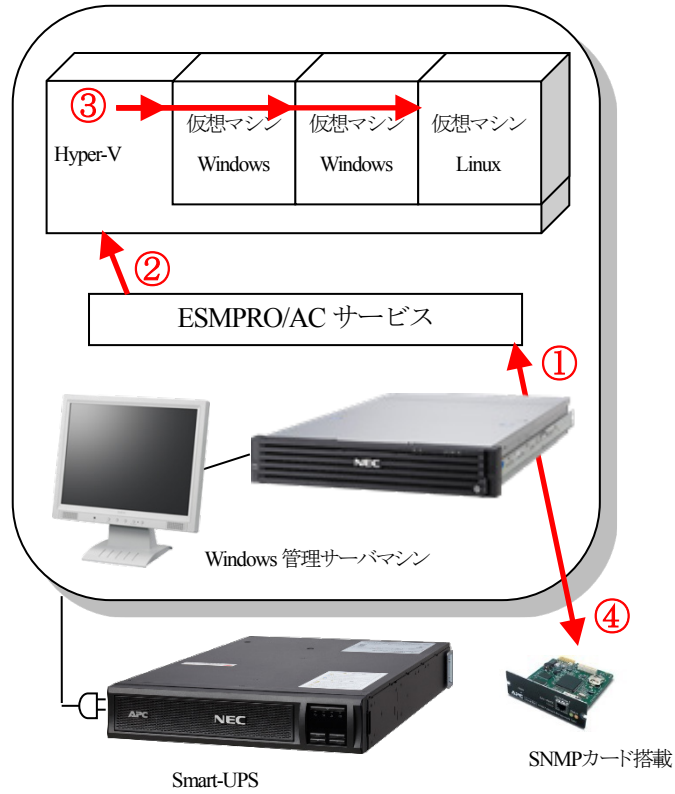 ③
仮想マシン
仮想マシン
仮想マシン
Hyper-V
Windows
Windows
Linux
②
ESMPRO/AC サービス
①
NEC
Windows 管理サーバマシン
④
APC
NEC
APC
SNMPカード搭載
Smart-UPS